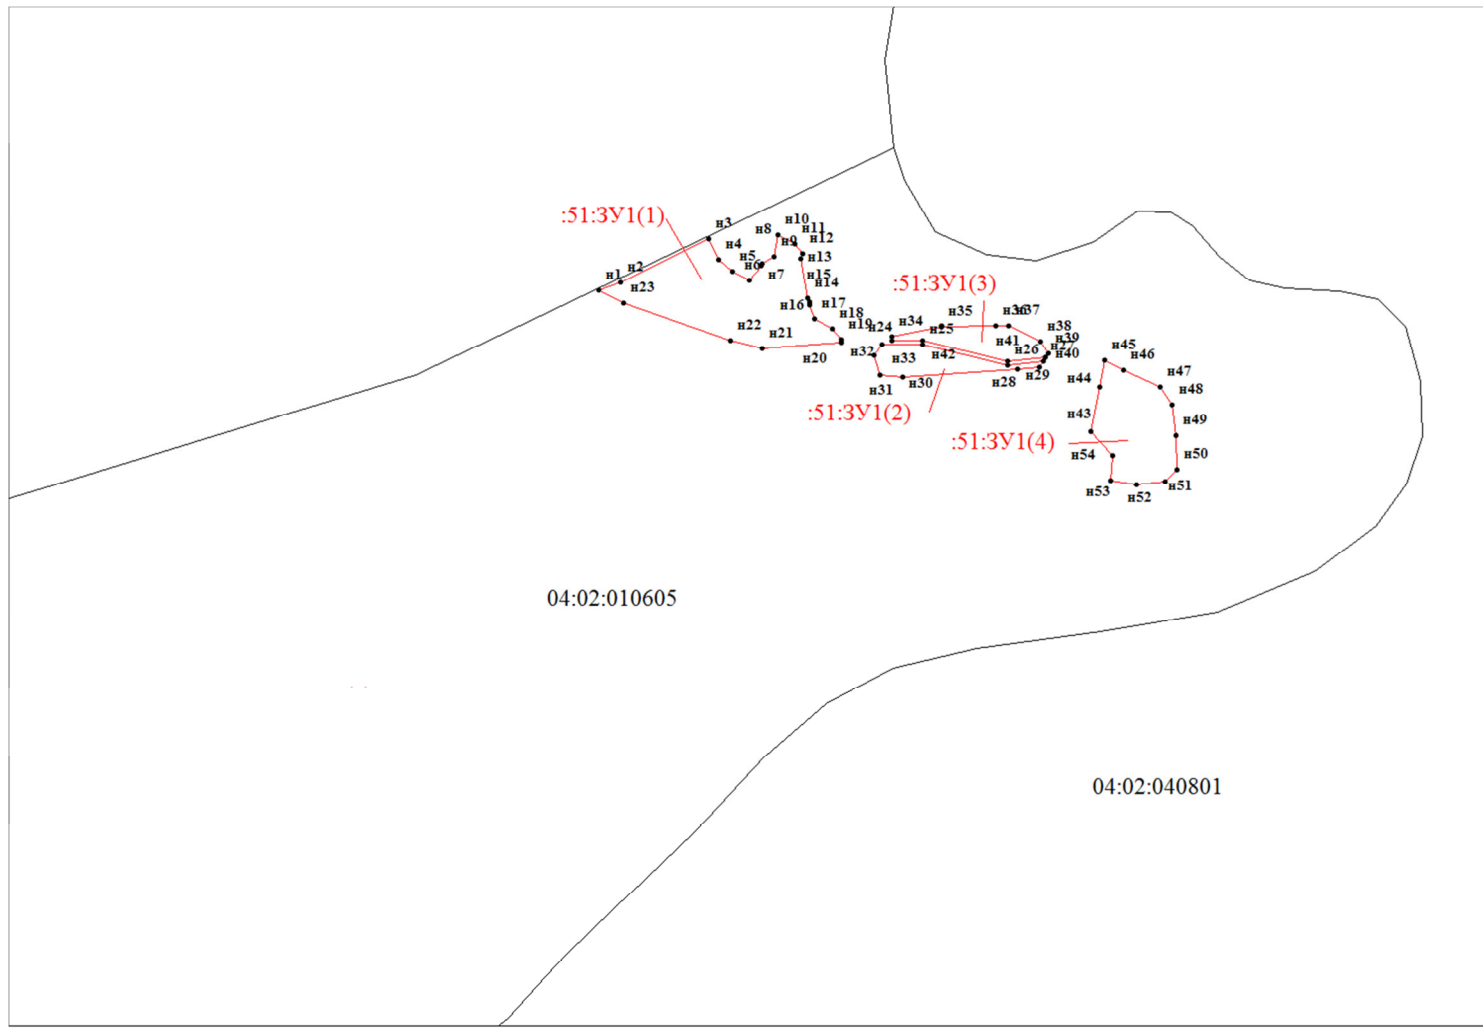 :51:ЗУ1(1)
н3
н10
н8
н11
н9
н12
н4
н5
н6
н7
н13
н1
н2
н23
н15
н14
:51:ЗУ1(3)
н16
н17
н18
н19
н22
н21
н20
н24
н34
н25
н35
н36
н37
н38
н39
н41
н26
н27
н40
н32
н33
н42
н31
н30
н28
н29
:51:ЗУ1(2)
н45
н46
н44
н47
н48
н43
н49
:51:ЗУ1(4)
н54
н50
н53
н52
н51
04:02:010605
04:02:040801